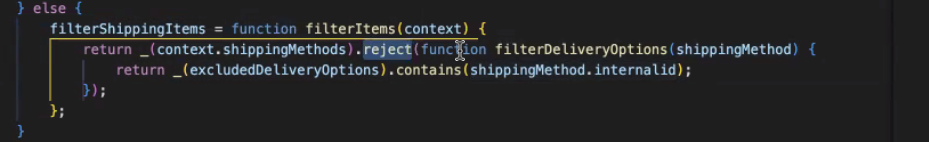 } else {
filterShippingItems = function filterItems(context) {
return _(context.shippingMethods).reject(function filterDeliveryOptions(shippingMethod) {
return _(excludedDeliveryOptions).contains(shippingMethod.internalid);
});
};
}